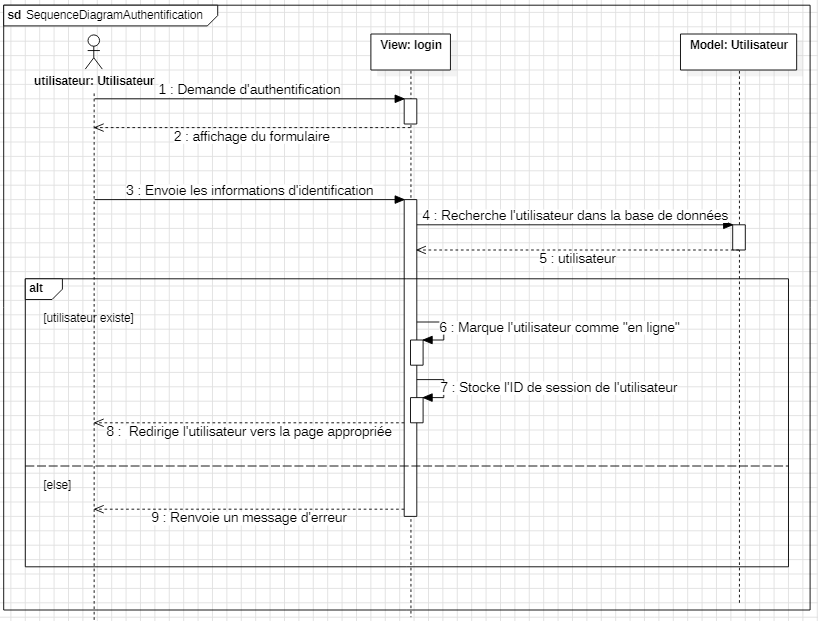 sd SequenceDiagramAuthentification
View: login
Model: Utilisateur
utilisateur: Utilisateur
1 : Demande d'authentification
2 : affichage du formulaire
3 : Envoie les informations d'identification
4 : Recherche l'utilisateur dans la base de données
5 : utilisateur
alt
[utilisateur existe]
6 : Marque l'utilisateur comme "en ligne"
7 : Stocke l'ID de session de l'utilisateur
8 : Redirige l'utilisateur vers la page appropriée
[else]
9 : Renvoie un message d'erreur